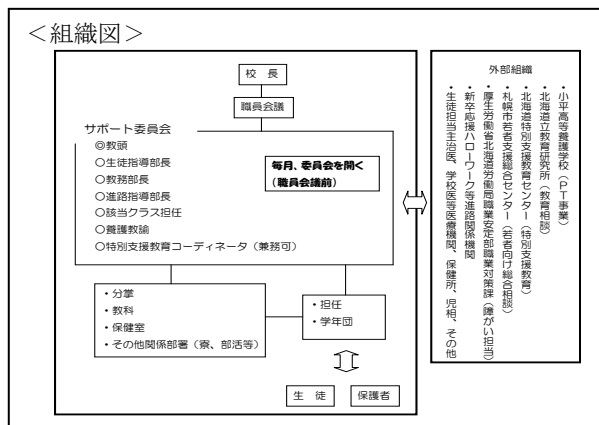 ＜組織図＞
校 長
職員会議
サポート委員会
◎教頭
○生徒指導部長
○教務部長
○進路指導部長
○該当クラス担任
○養護教諭
○特別支援教育コーディネータ（兼務可）
毎月、委員会を開く
（職員会議前）
・分掌
・教科
・保健室
・その他関係部署（寮、部活等）
・担任
・学年団
生 徒
保護者
外部組織
・小平高等養護学校（ＰＴ事業）
・北海道立教育研究所（教育相談）
・北海道特別支援教育センター（特別支援教育）
・札幌市若者支援総合センター（若者向け総合相談）
・厚生労働省北海道労働局職業安定部職業対策課（障がい担当）
・新卒応援ハローワーク等進路関係機関
・生徒担当主治医、学校医等医療機関、保健所、児相、その他